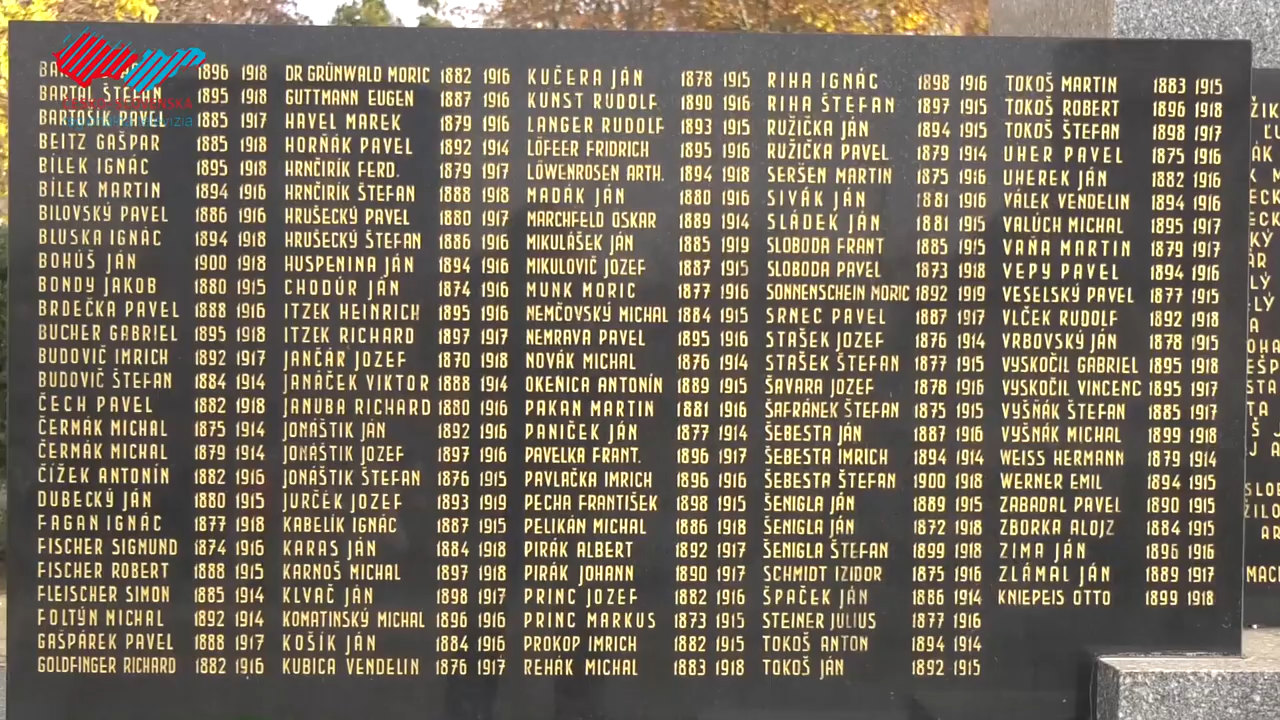 1896 1918
BARTAL ŠTEFAN 1895 1918
BARTOŠIK PAVEL 1885 1917
BEITZ GAŠPAR 1885 1918
BÍLEK IGNÁC 1895 1918
BÍLEK MARTIN 1894 1916
BILOVSKÝ PAVEL 1886 1916
BLUSKA IGNÁC 1894 1918
BOHÚŠ JÁN 1900 1918
BONDY JAKOB 1880 1915
BRDEČKA PAVEL 1888 1916
BUCHER GABRIEL 1895 1918
BUDOVIČ IMRICH 1892 1917
BUDOVIČ ŠTEFAN 1884 1914
ČECH PAVEL 1882 1918
ČERMÁK MICHAL 1875 1914
ČERMÁK MICHAL 1879 1914
ČÍŽEK ANTONÍN 1882 1916
DUBECKÝ JÁN 1880 1915
FAGAN IGNÁC 1877 1918
FISCHER SIGMUND 1874 1916
FISCHER ROBERT 1888 1915
FLEISCHER SIMON 1885 1914
FOLTÝN MICHAL 1892 1914
GAŠPÁREK PAVEL 1888 1917
GOLDFINGER RICHARD 1882 1916
DR GRÜNWALD MORIC 1882 1916
GUTTMANN EUGEN 1887 1916
HAVEL MAREK 1879 1916
HORŇÁK PAVEL 1892 1914
HRNČIRÍK FERD. 1879 1917
HRNČIRÍK ŠTEFAN 1888 1918
HRUŠECKÝ PAVEL 1880 1917
HRUŠECKÝ ŠTEFAN 1886 1916
HUSPENINA JÁN 1894 1916
CHODÚR JÁN 1874 1916
ITZEK HEINRICH 1895 1916
ITZEK RICHARD 1897 1917
JANČÁR JOZEF 1870 1918
JANÁČEK VIKTOR 1888 1914
JANUBA RICHARD 1880 1916
JONÁŠTIK JÁN 1892 1916
JONÁŠTIK JOZEF 1897 1916
JONÁŠTIK ŠTEFAN 1876 1915
JURČEK JOZEF 1893 1919
KABELÍK IGNÁC 1887 1915
KARAS JÁN 1884 1918
KARNOŠ MICHAL 1897 1918
KLVAČ JÁN 1898 1917
KOMATINSKÝ MICHAL 1896 1916
KOŠÍK JÁN 1884 1916
KUBICA VENDELIN 1876 1917
KUČERA JÁN 1878 1915
KUNST RUDOLF 1890 1916
LANGER RUDOLF 1893 1915
LÖFEER FRIDRICH 1895 1916
LÖWENROSEN ARTH. 1894 1918
MADÁK JÁN 1880 1916
MARCHFELD OSKAR 1889 1914
MIKULÁŠEK JÁN 1885 1919
MIKULOVIČ JOZEF 1887 1915
MUNK MORIC 1877 1916
NEMČOVSKÝ MICHAL 1884 1915
NEMRAVA PAVEL 1895 1916
NOVÁK MICHAL 1876 1914
OKENICA ANTONÍN 1889 1915
PAKAN MARTIN 1881 1916
PANIČEK JÁN 1877 1914
PAVELKA FRANT. 1896 1917
PAVLAČKA IMRICH 1896 1916
PECHA FRANTIŠEK 1898 1915
PELIKÁN MICHAL 1886 1918
PIRÁK ALBERT 1892 1917
PIRÁK JOHANN 1890 1917
PRINC JOZEF 1882 1916
PRINC MARKUS 1873 1915
PROKOP IMRICH 1882 1915
REHÁK MICHAL 1883 1918
RIHA IGNÁC 1898 1916
RIHA ŠTEFAN 1897 1915
RUŽIČKA JÁN 1894 1915
RUŽIČKA PAVEL 1879 1914
SERŠEN MARTIN 1875 1916
SIVÁK JÁN 1881 1916
SLÁDEK JÁN 1881 1915
SLOBODA FRANT 1885 1915
SLOBODA PAVEL 1873 1918
SONNENSCHEIN MORIC 1892 1919
SRNEC PAVEL 1887 1917
STAŠEK JOZEF 1876 1914
STAŠEK ŠTEFAN 1877 1915
ŠAVARA JOZEF 1878 1916
ŠAFRÁNEK ŠTEFAN 1875 1915
ŠEBESTA JÁN 1887 1916
ŠEBESTA IMRICH 1894 1914
ŠEBESTA ŠTEFAN 1900 1918
ŠENIGLA JÁN 1889 1915
ŠENIGLA JÁN 1872 1918
ŠENIGLA ŠTEFAN 1899 1918
SCHMIDT IZIDOR 1875 1916
ŠPAČEK JÁN 1886 1914
STEINER JÚLIUS 1877 1916
TOKOŠ ANTON 1894 1914
TOKOŠ JÁN 1892 1915
TOKOŠ MARTIN 1883 1915
TOKOŠ ROBERT 1896 1918
TOKOŠ ŠTEFAN 1898 1917
UHER PAVEL 1875 1916
UHEREK JÁN 1882 1916
VÁLEK VENDELIN 1894 1916
VALÚCH MICHAL 1895 1917
VAŇA MARTIN 1879 1917
VEPY PAVEL 1894 1916
VESELSKÝ PAVEL 1877 1915
VLČEK RUDOLF 1892 1918
VRBOVSKÝ JÁN 1878 1915
VYSKOČIL GABRIEL 1895 1918
VYSKOČIL VINCENC 1895 1917
VYŠŇÁK ŠTEFAN 1885 1917
VYŠNÁK MICHAL 1899 1918
WEISS HERMANN 1879 1914
WERNER EMIL 1894 1915
ZABADAL PAVEL 1890 1915
ZBORKA ALOJZ 1884 1915
ZIMA JÁN 1896 1916
ZLÁMAL JÁN 1889 1917
KNIEPEIS OTTO 1899 1918